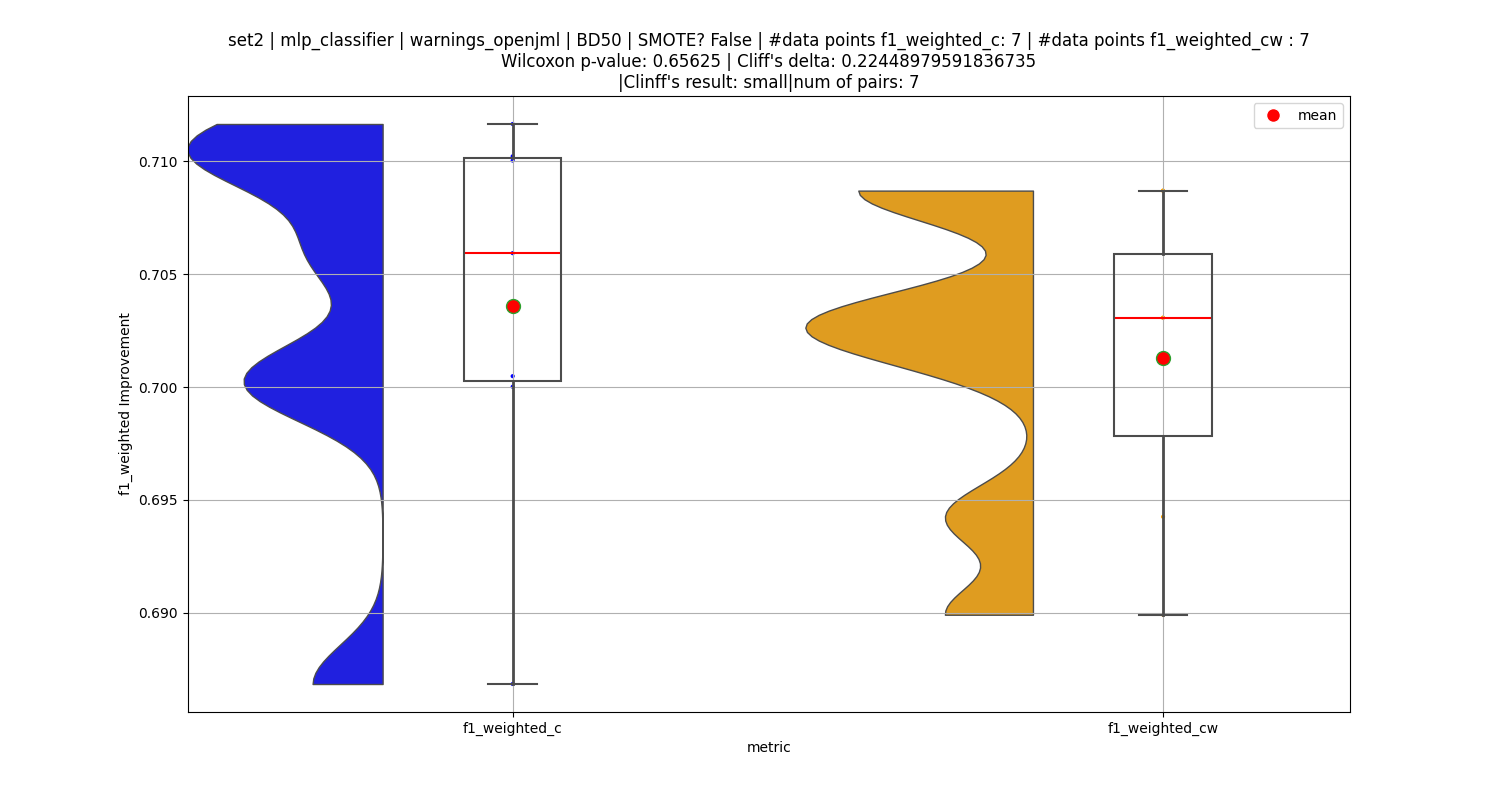 set2 | mlp_classifier | warnings_openjml | BD50 | SMOTE? False | #data points f1_weighted_c: 7 | #data points f1_weighted_cw : 7
Wilcoxon p-value: 0.65625 | Cliff's delta: 0.22448979591836735
|Clinff's result: small|num of pairs: 7
mean
0.710
0.705
0.700
0.695
0.690
f1_weighted Improvement
f1_weighted_c
f1_weighted_cw
metric